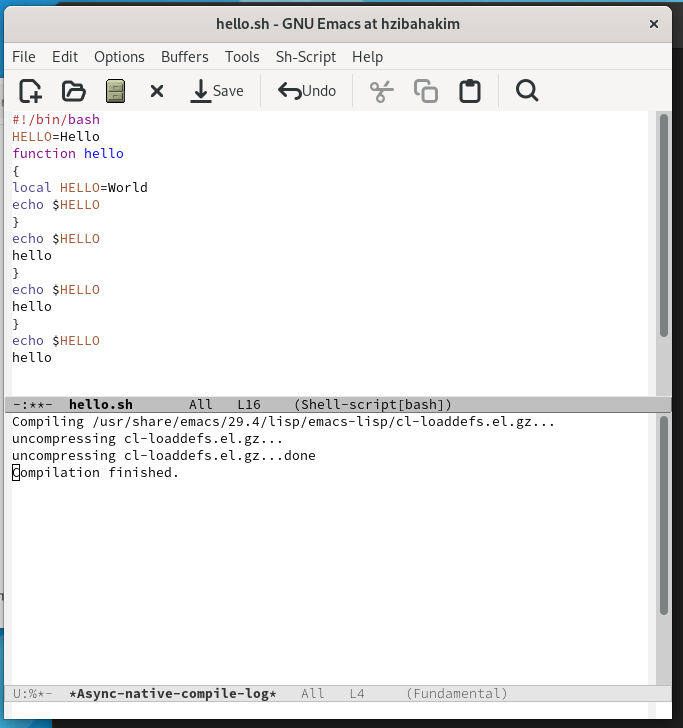 hello.sh - GNU Emacs at hzibahakim
File Edit Options Buffers Tools Sh-Script Help
Save Undo
#!/bin/bash
HELLO=Hello
function hello
{
local HELLO=World
echo $HELLO
}
echo $HELLO
hello
}
echo $HELLO
hello
}
echo $HELLO
hello
-:**- hello.sh All L16 (Shell-script[bash])
Compiling /usr/share/emacs/29.4/lisp/emacs-lisp/cl-loaddefs.el.gz...
uncompressing cl-loaddefs.el.gz...
uncompressing cl-loaddefs.el.gz...done
Compilation finished.
U:%*- *Async-native-compile-log* All L4 (Fundamental)